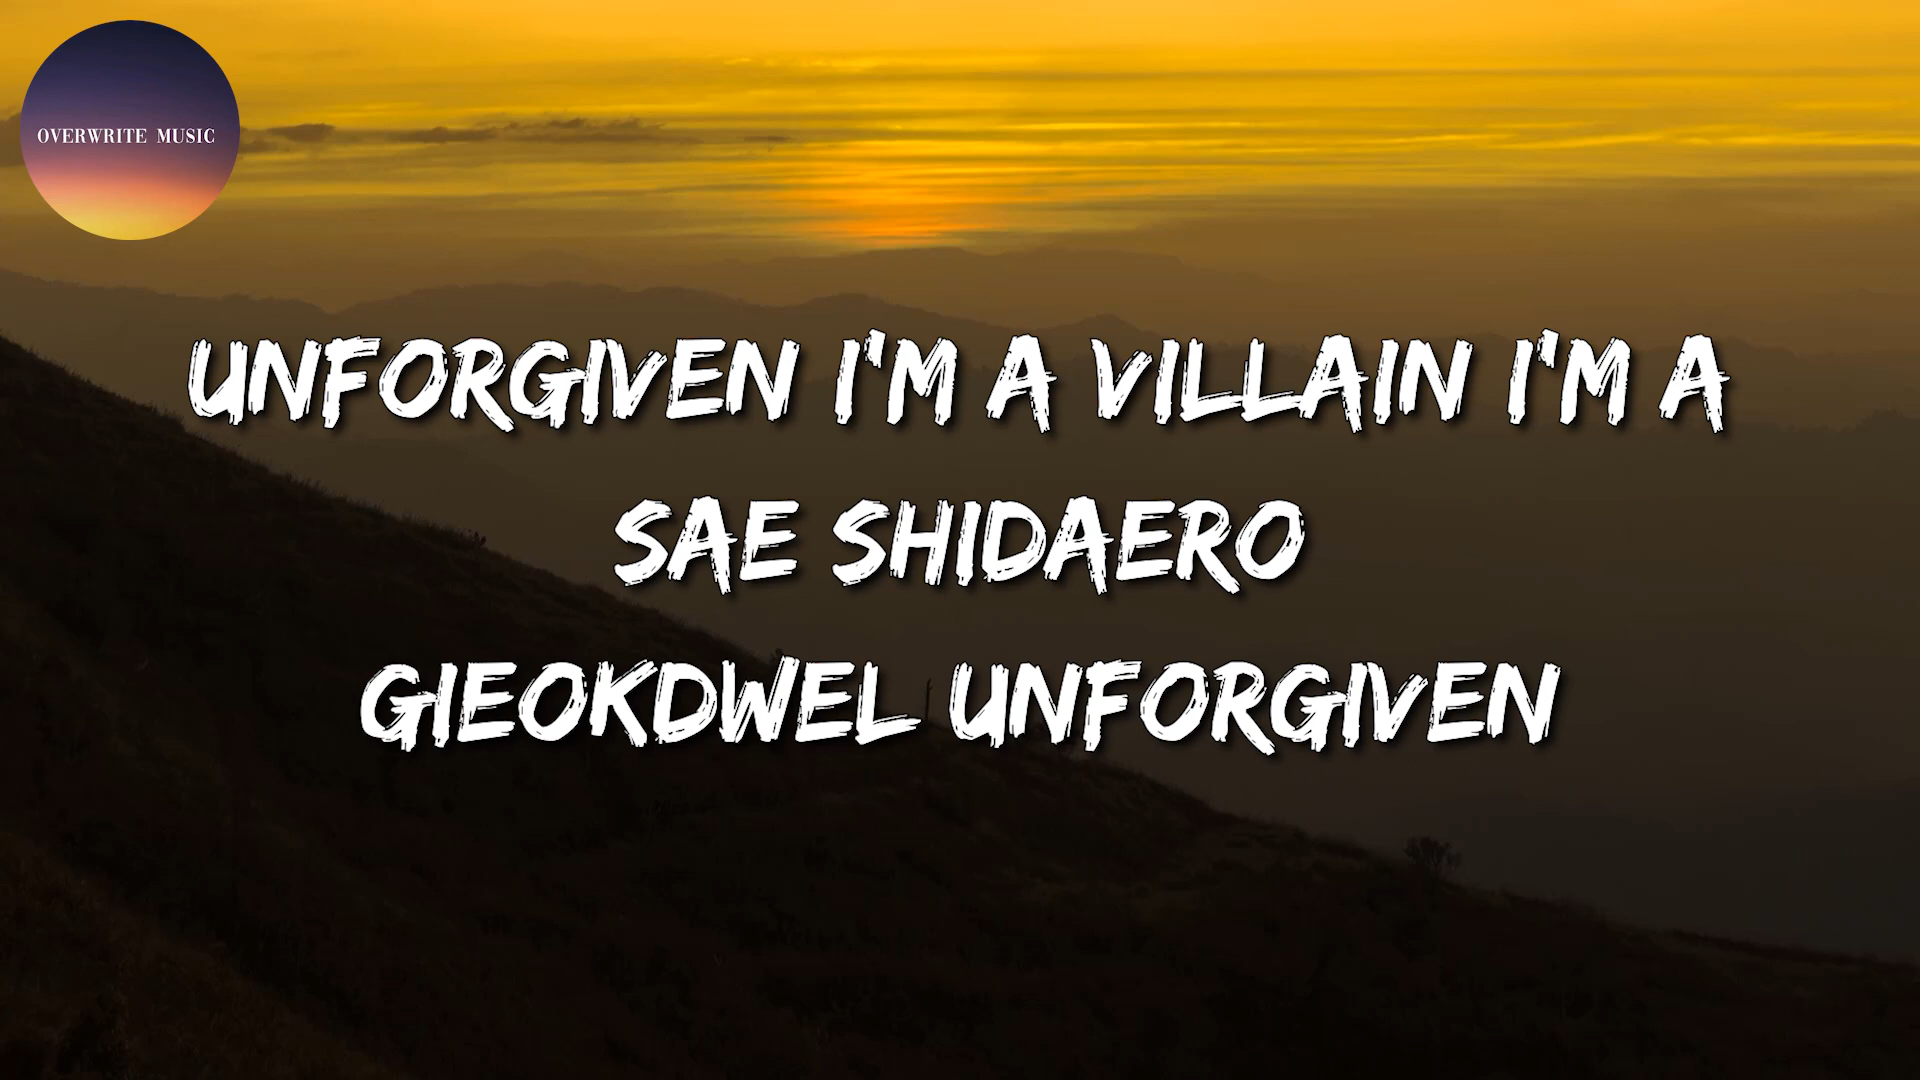 OVERWRITE MUSIC
UNFORGIVEN I'M A VILLAIN I'M A
SAE SHIDAERO
GIEOKDWEL UNFORGIVEN